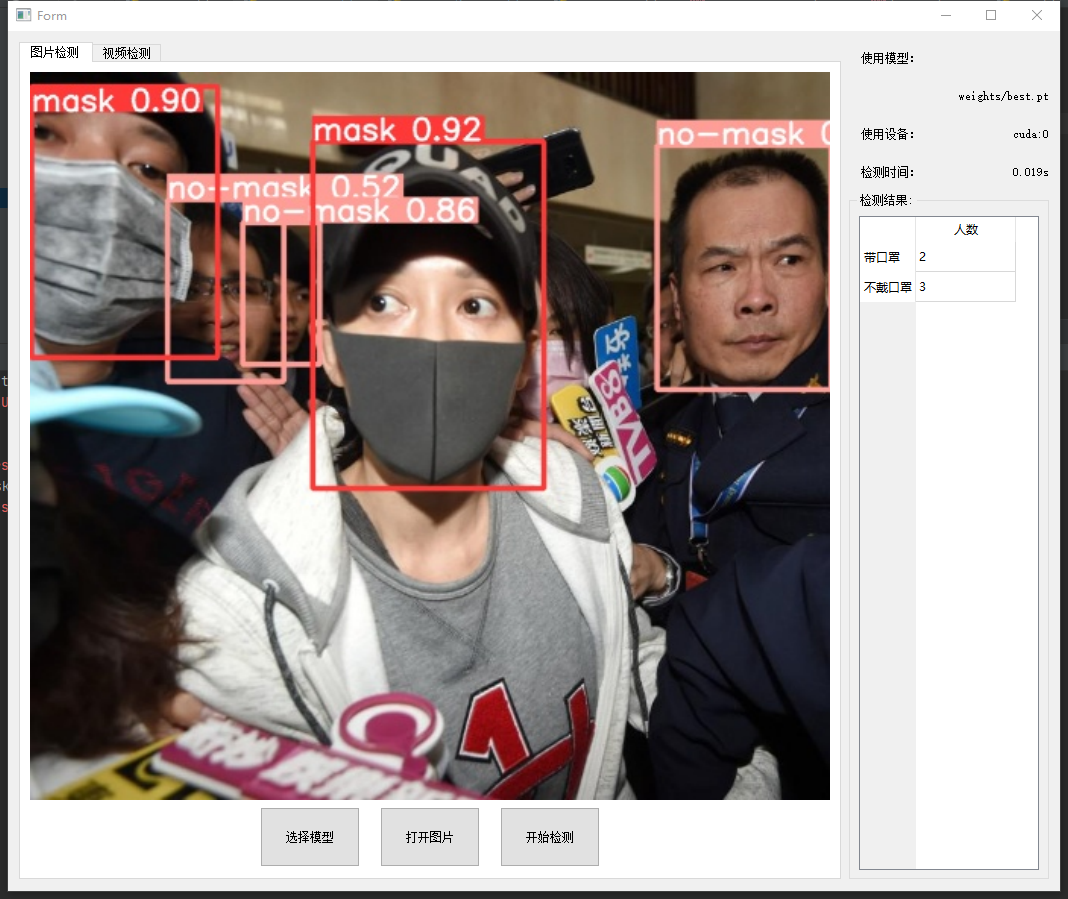 Form
图片检测 视频检测
使用模型:
weights/best.pt
使用设备: cuda:0
检测时间: 0.019s
检测结果:
人数
带口罩 2
不戴口罩 3
mask 0.90
mask 0.92
no-mask 0
no-mask 0.52
no-mask 0.86
TVBS
选择模型 打开图片 开始检测